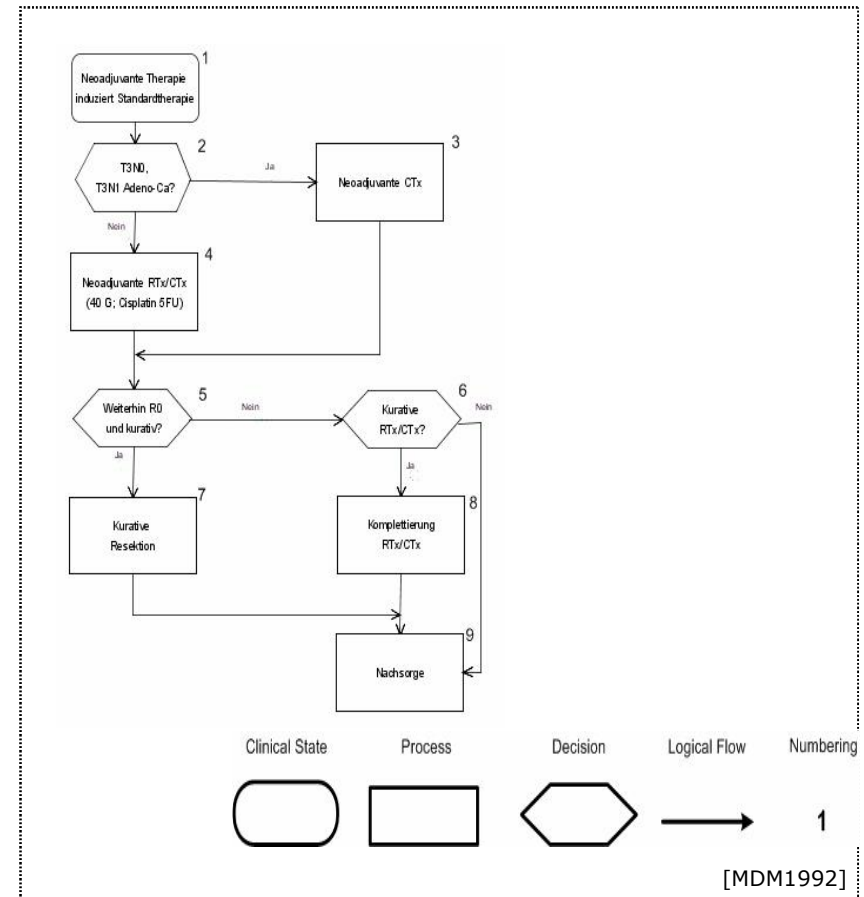 1
Neoadjuvante Therapie
induziert Standardtherapie
2
T3N0,
T3N1 Adeno-Ca?
Ja
3
Neoadjuvante CTx
Nein
4
Neoadjuvante RTx/CTx
(40 G; Cisplatin 5FU)
5
Weiterhin R0
und kurativ?
Nein
6
Kurative
RTx/CTx?
Nein
Ja
Ja
7
Kurative
Resektion
8
Komplettierung
RTx/CTx
9
Nachsorge
Clinical State
Process
Decision
Logical Flow
Numbering
1
[MDM1992]